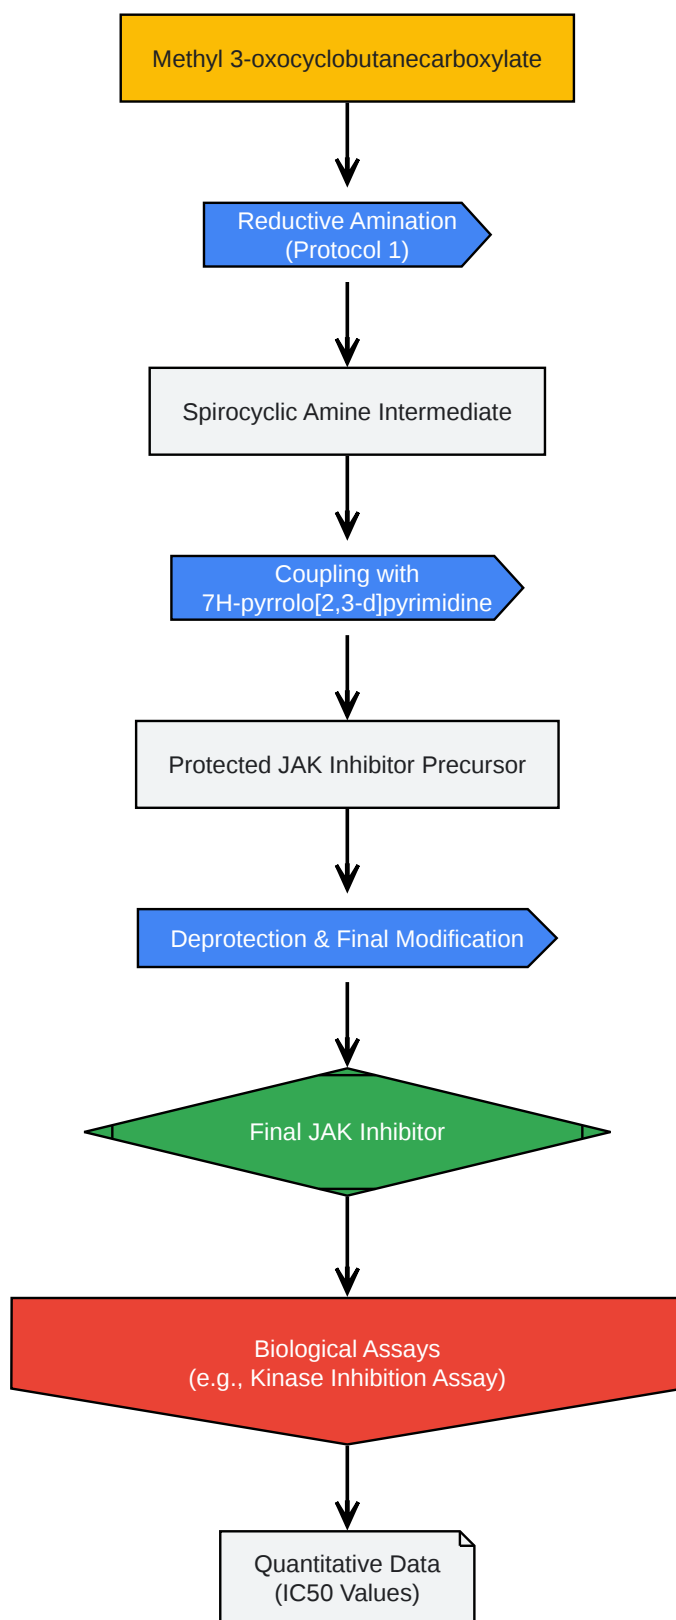 Methyl 3-oxocyclobutanecarboxylate
Reductive Amination
(Protocol 1)
Spirocyclic Amine Intermediate
Coupling with
7H-pyrrolo[2,3-d]pyrimidine
Protected JAK Inhibitor Precursor
Deprotection & Final Modification
Final JAK Inhibitor
Biological Assays
(e.g., Kinase Inhibition Assay)
Quantitative Data
(IC50 Values)